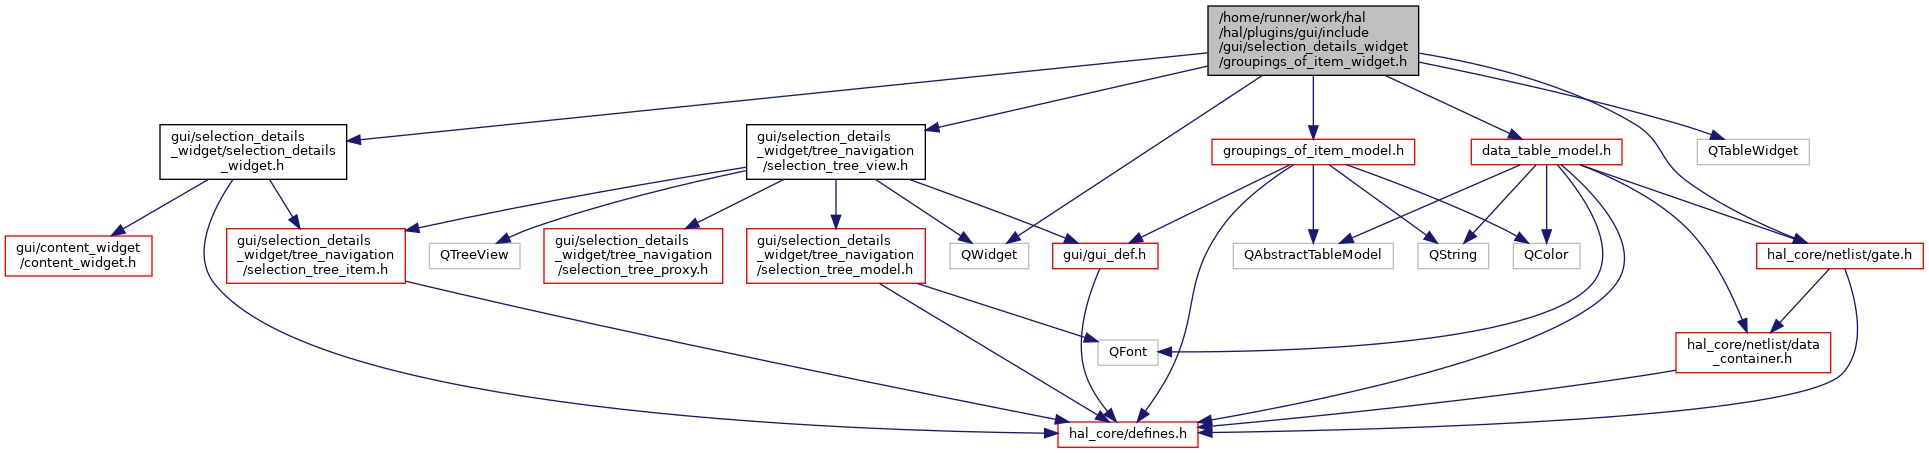 /home/runner/work/hal
/hal/plugins/gui/include
/gui/selection_details_widget
/groupings_of_item_widget.h
gui/selection_details
_widget/selection_details
_widget.h
gui/selection_details
_widget/tree_navigation
/selection_tree_view.h
groupings_of_item_model.h
data_table_model.h
QTableWidget
gui/content_widget
/content_widget.h
gui/selection_details
_widget/tree_navigation
/selection_tree_item.h
QTreeView
gui/selection_details
_widget/tree_navigation
/selection_tree_proxy.h
gui/selection_details
_widget/tree_navigation
/selection_tree_model.h
QWidget
gui/gui_def.h
QAbstractTableModel
QString
QColor
hal_core/netlist/gate.h
QFont
hal_core/netlist/data
_container.h
hal_core/defines.h